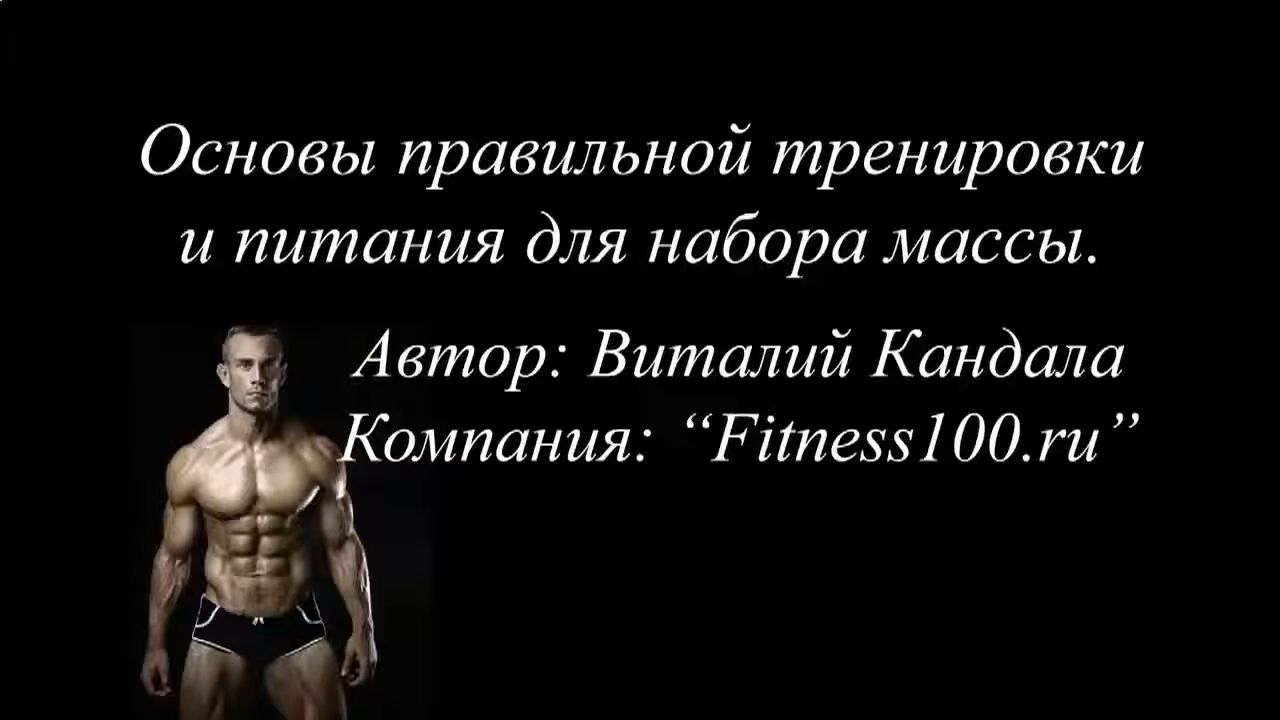 Основы правильной тренировки
и питания для набора массы.
Автор: Виталий Кандала
Компания: “Fitness100.ru”